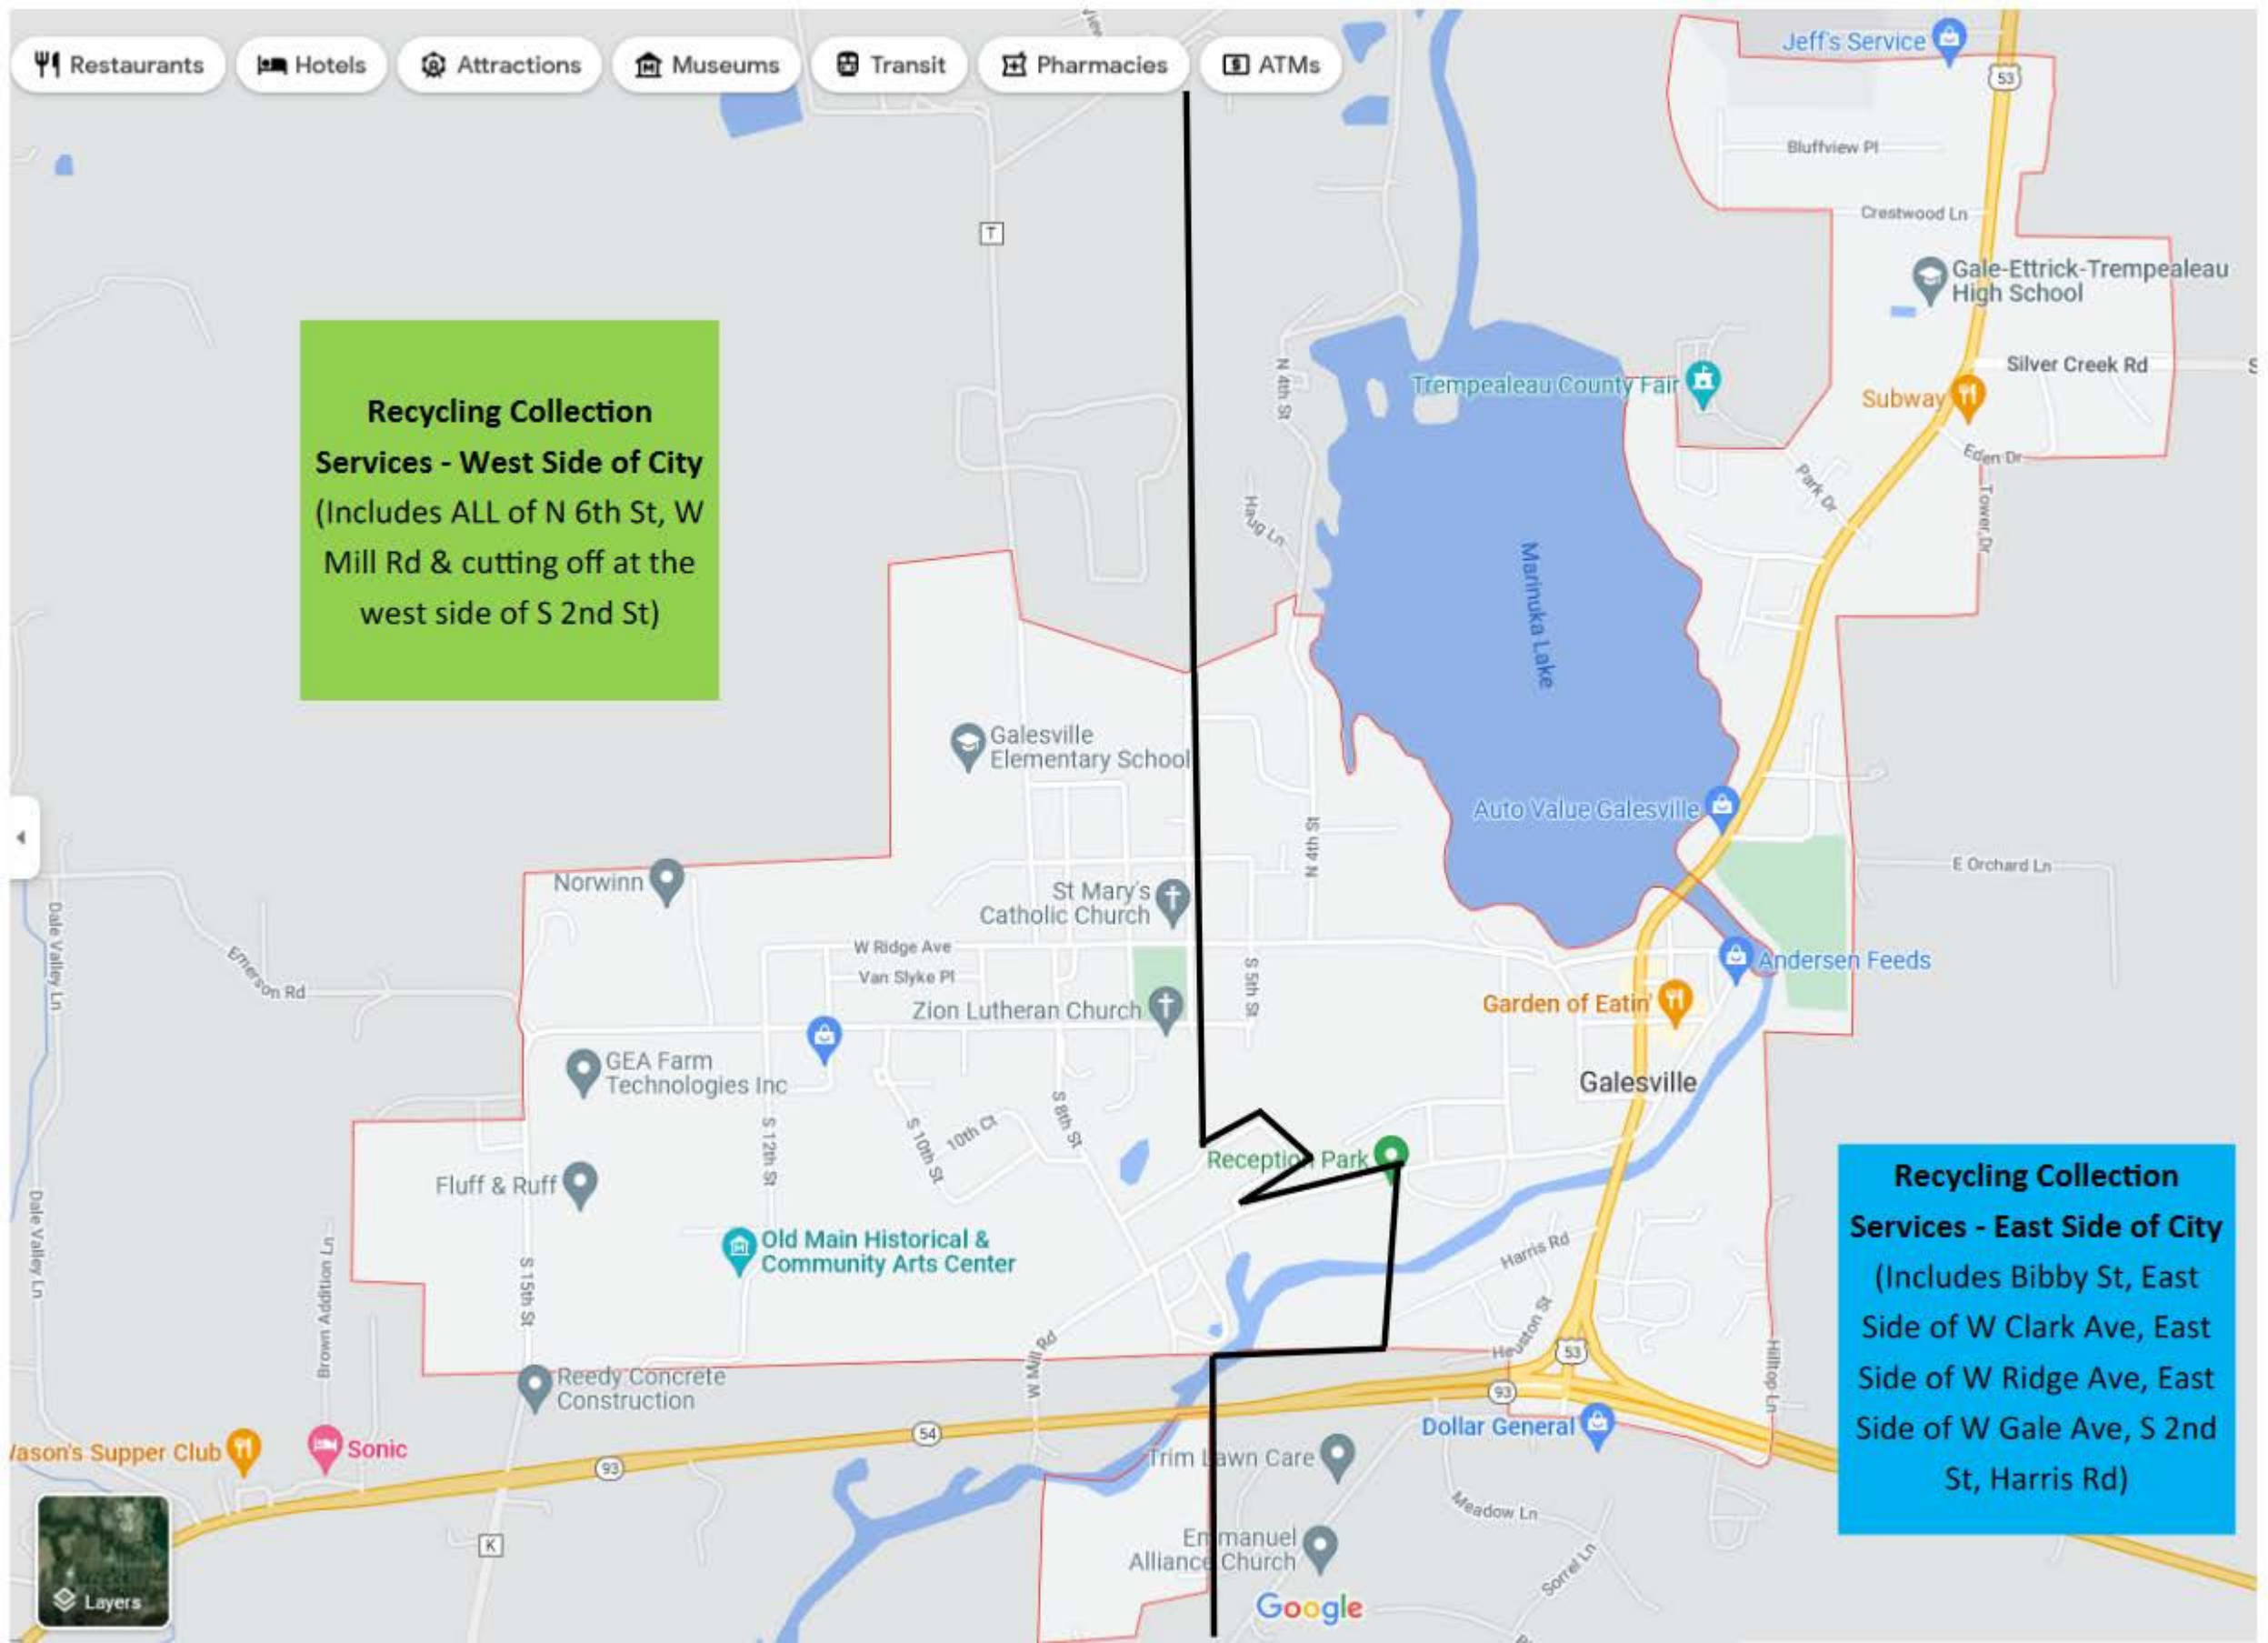 Restaurants
Hotels
Attractions
Museums
Transit
Pharmacies
ATMs
Jeff's Service
53
Bluffview Pl
Crestwood Ln
T
Gale-Ettrick-Trempealeau
High School
Silver Creek Rd
S
Subway
Trempealeau County Fair
N 4th St
Eden Dr
Park Dr
Tower Dr
Haug Ln
Marinuka Lake
Recycling Collection
Services - West Side of City
(Includes ALL of N 6th St, W
Mill Rd & cutting off at the
west side of S 2nd St)
Galesville
Elementary School
Auto Value Galesville
N 4th St
E Orchard Ln
Norwinn
St Mary's
Catholic Church
Dale Valley Ln
Emerson Rd
W Ridge Ave
Van Slyke Pl
S 5th St
Andersen Feeds
Garden of Eatin'
Zion Lutheran Church
GEA Farm
Technologies Inc
Galesville
S 12th St
S 10th St
10th Ct
S 8th St
Reception Park
Fluff & Ruff
Dale Valley Ln
Brown Addition Ln
S 15th St
Old Main Historical &
Community Arts Center
Harris Rd
Heuston St
W Mill Rd
53
93
Hilltop Ln
Reedy Concrete
Construction
Recycling Collection
Services - East Side of City
(Includes Bibby St, East
Side of W Clark Ave, East
Side of W Ridge Ave, East
Side of W Gale Ave, S 2nd
St, Harris Rd)
Dollar General
54
93
Sonic
ason's Supper Club
Trim Lawn Care
Meadow Ln
K
Emmanuel
Alliance Church
Sorrel Ln
Layers
Google